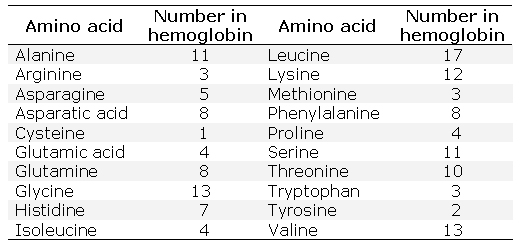 Amino acid Number in hemoglobin Amino acid Number in hemoglobin
Alanine 11 Leucine 17
Arginine 3 Lysine 12
Asparagine 5 Methionine 3
Asparatic acid 8 Phenylalanine 8
Cysteine 1 Proline 4
Glutamic acid 4 Serine 11
Glutamine 8 Threonine 10
Glycine 13 Tryptophan 3
Histidine 7 Tyrosine 2
Isoleucine 4 Valine 13